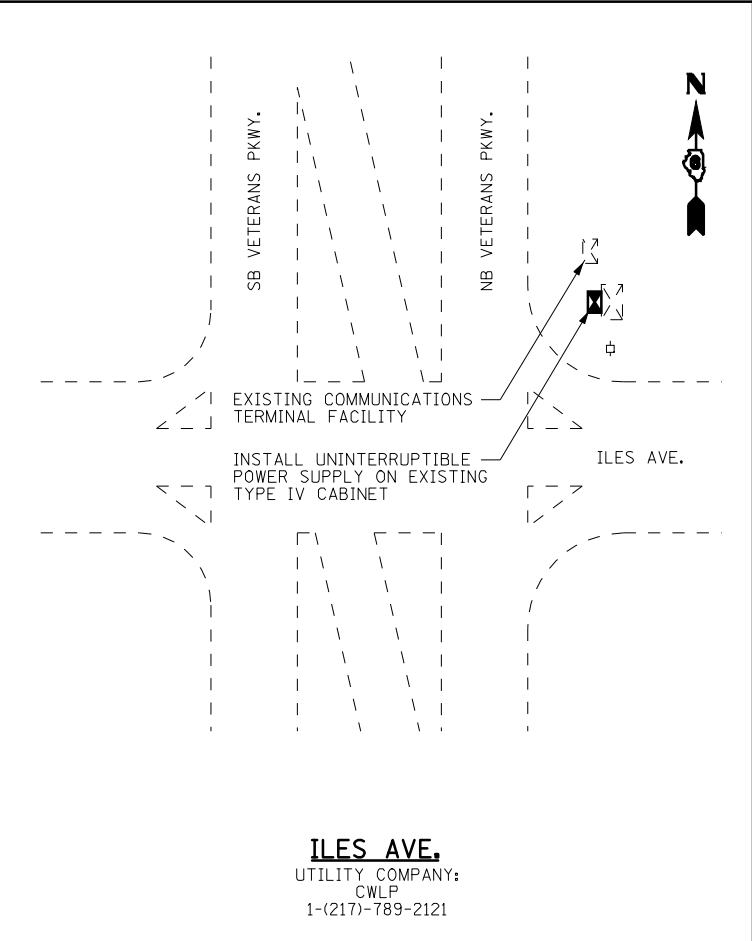 N
SB VETERANS PKWY.
NB VETERANS PKWY.
EXISTING COMMUNICATIONS
TERMINAL FACILITY
INSTALL UNINTERRUPTIBLE
POWER SUPPLY ON EXISTING
TYPE IV CABINET
ILES AVE.
ILES AVE.
UTILITY COMPANY:
CWLP
1-(217)-789-2121